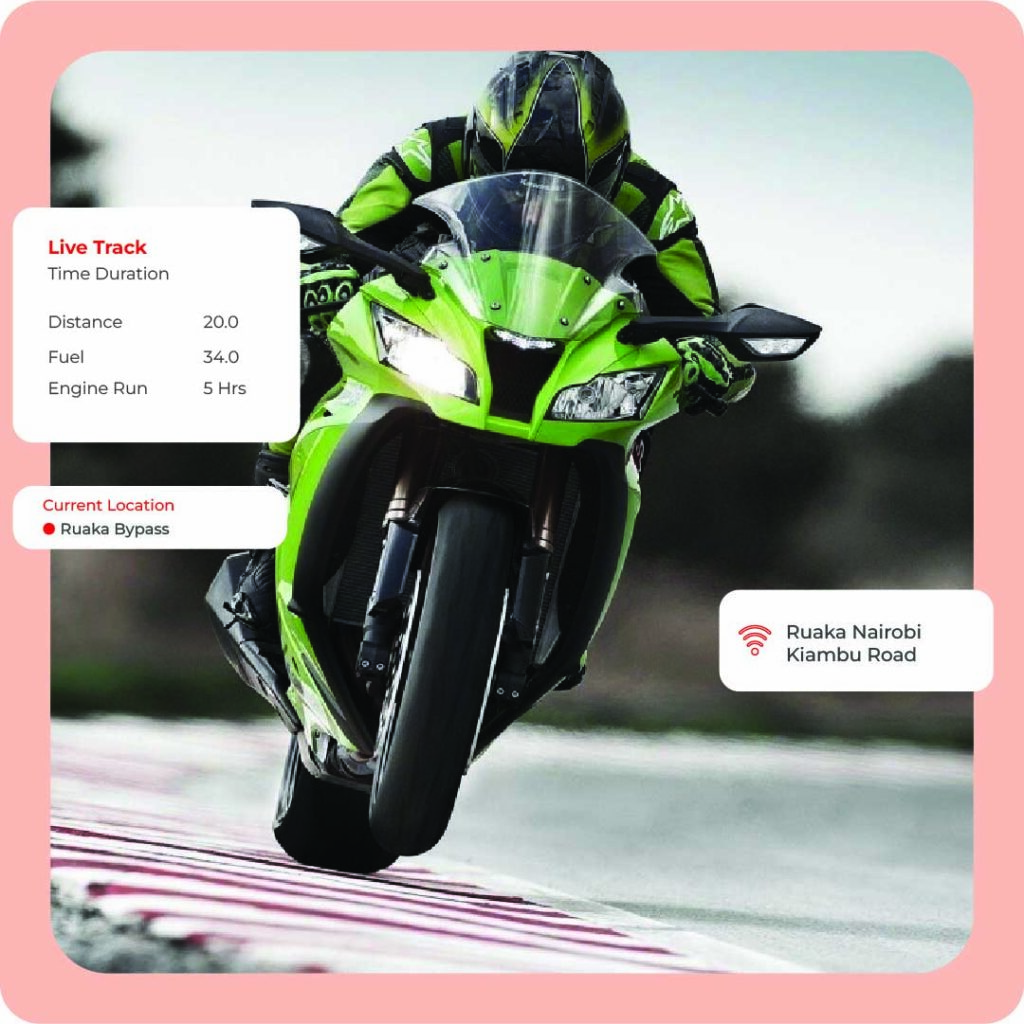 Live Track
Time Duration
Distance 20.0
Fuel 34.0
Engine Run 5 Hrs
Current Location
Ruaka Bypass
Ruaka Nairobi
Kiambu Road